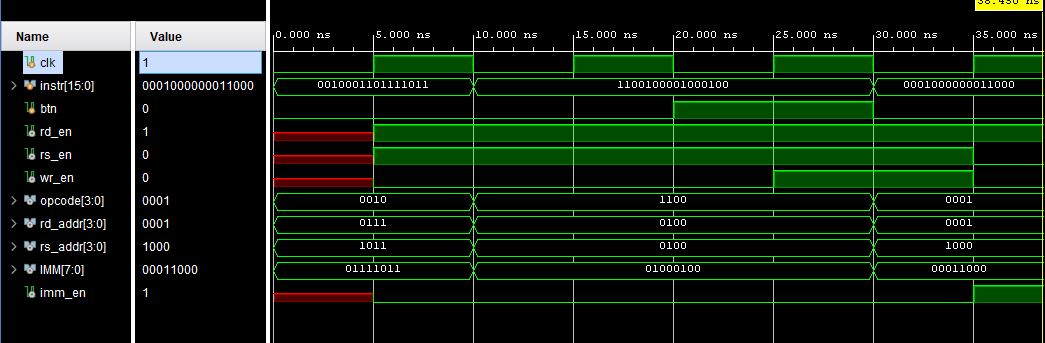 Name Value
0.000 ns 5.000 ns 10.000 ns 15.000 ns 20.000 ns 25.000 ns 30.000 ns 35.000 ns
clk 1
instr[15:0] 0001000000011000 0010001101111011 1100100001000100 0001000000011000
btn 0
rd_en 1
rs_en 0
wr_en 0
opcode[3:0] 0001 0010 1100 0001
rd_addr[3:0] 0001 0111 0100 0001
rs_addr[3:0] 1000 1011 0100 1000
IMM[7:0] 00011000 01111011 01000100 00011000
imm_en 1